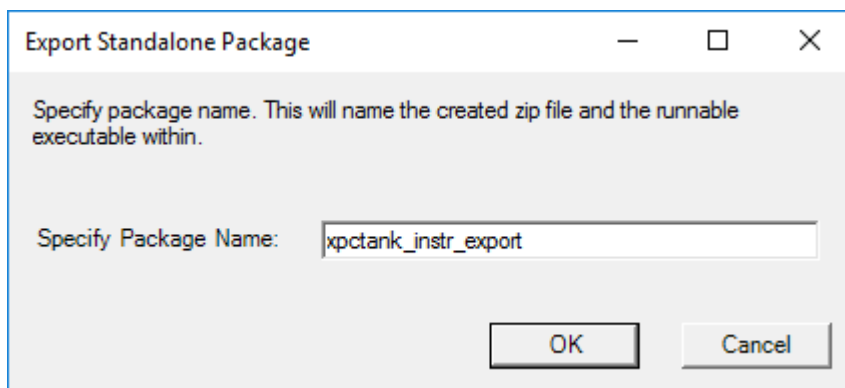 Export Standalone Package
Specify package name. This will name the created zip file and the runnable
executable within.
Specify Package Name:
xpctank_instr_export
OK
Cancel